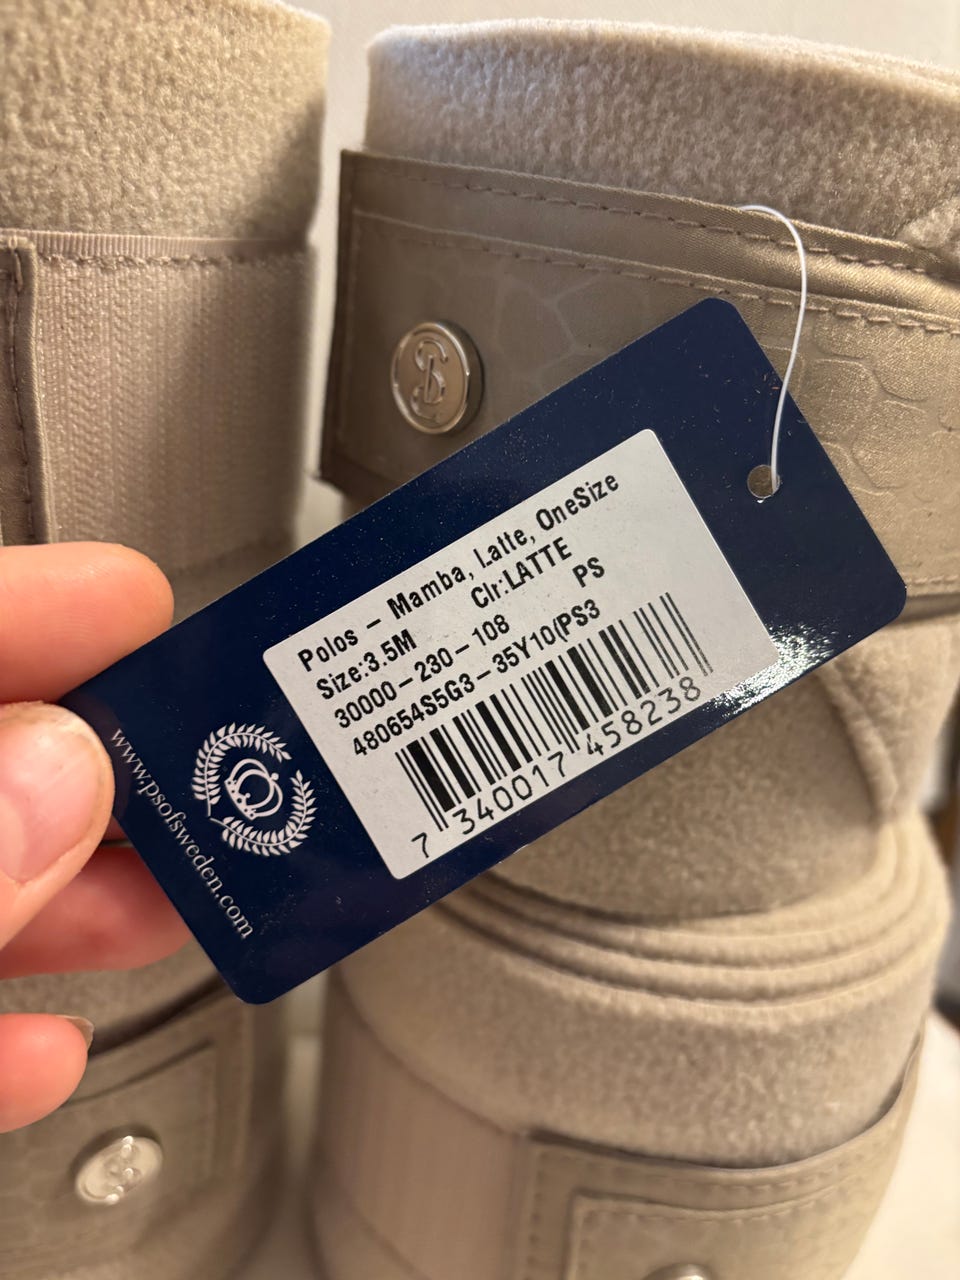 Polos - Mamba, Latte, OneSize
Size:3.5M Clr:LATTE
30000-230-108 PS
480654S5G3-35Y10(PS3
7 340017 458238
www.psofsweden.com